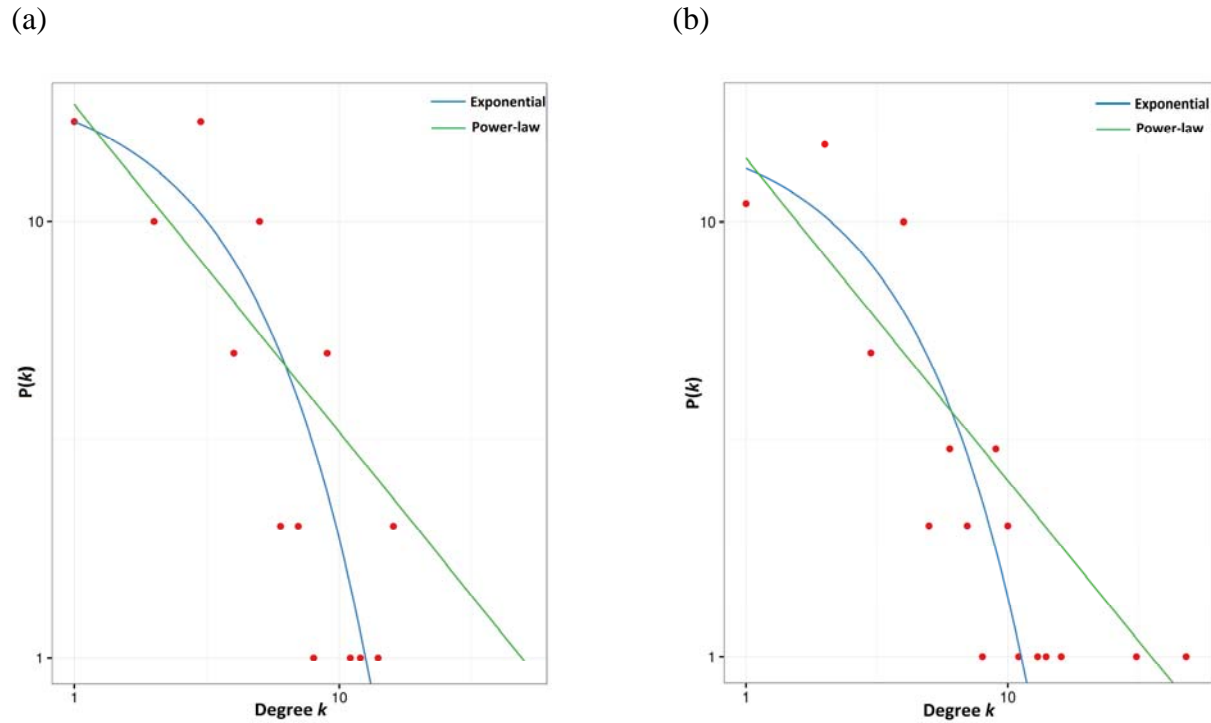 (a)
Exponential
Power-law
10
P(k)
1
1
10
Degree k
(b)
Exponential
Power-law
10
P(k)
1
1
10
Degree k